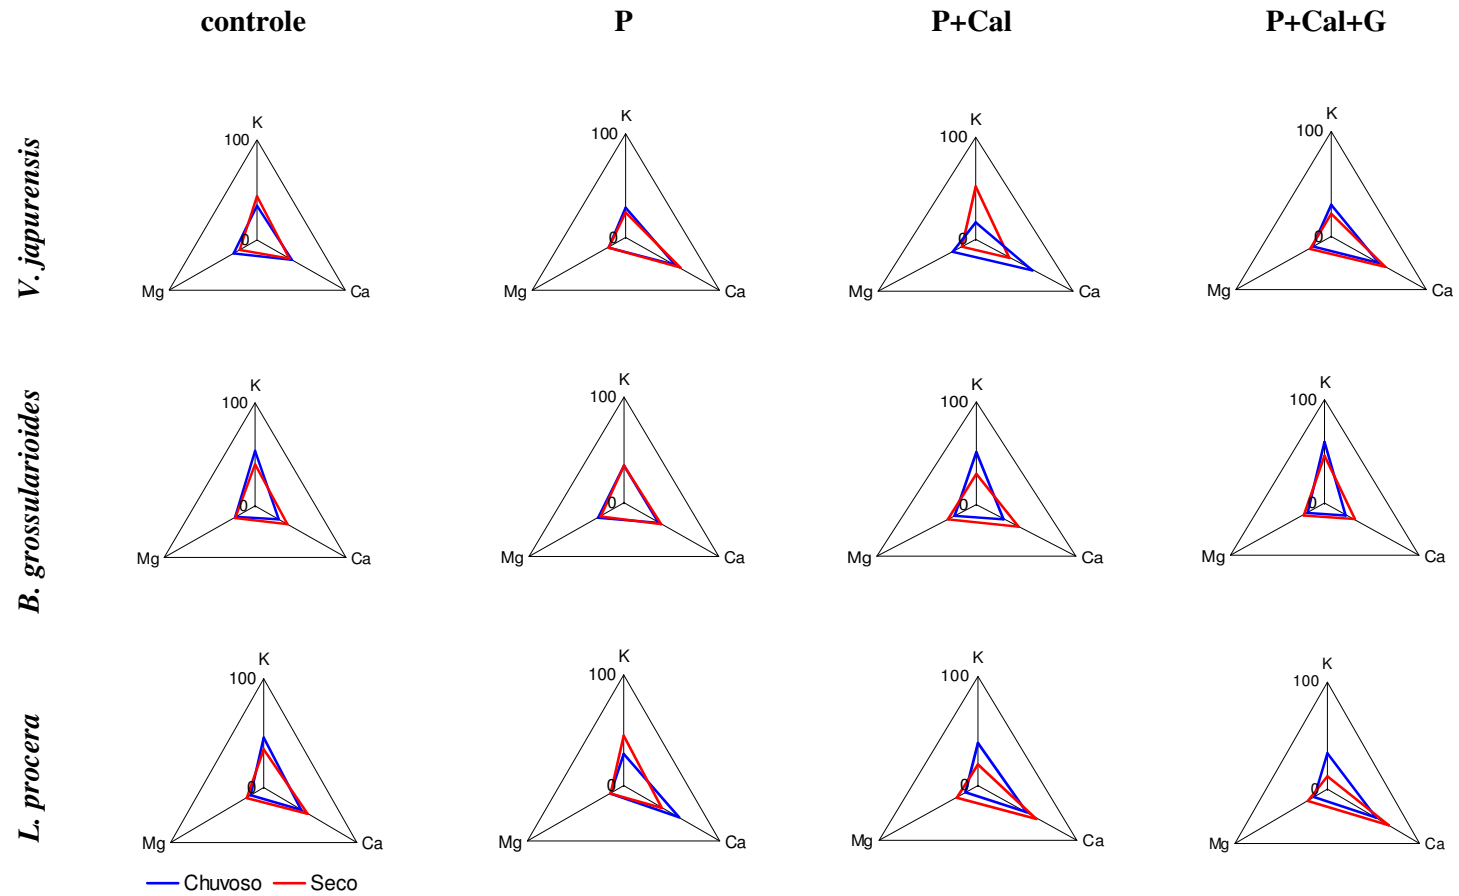 controle P P+Cal P+Cal+G
V. japurensis
K K K K
100 100 100 100
0 0 0 0
Mg Ca Mg Ca Mg Ca Mg Ca
B. grossularioides
K K K K
100 100 100 100
0 0 0 0
Mg Ca Mg Ca Mg Ca Mg Ca
L. procera
K K K K
100 100 100 100
0 0 0 0
Mg Ca Mg Ca Mg Ca Mg Ca
Chuvoso Seco